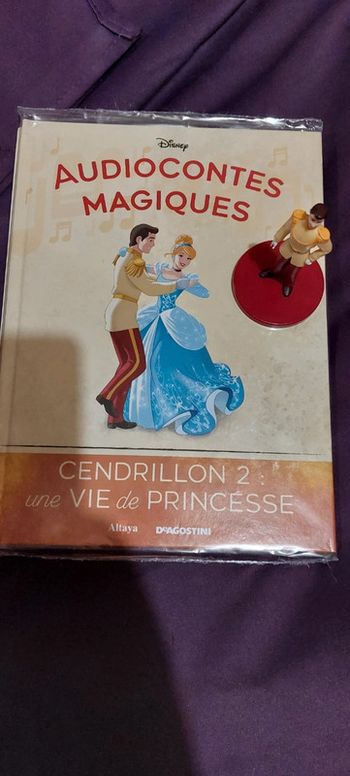 Disney
AUDIOCONTES
MAGIQUES
CENDRILLON 2 :
une VIE de PRINCESSE
Altaya DeAGOSTINI